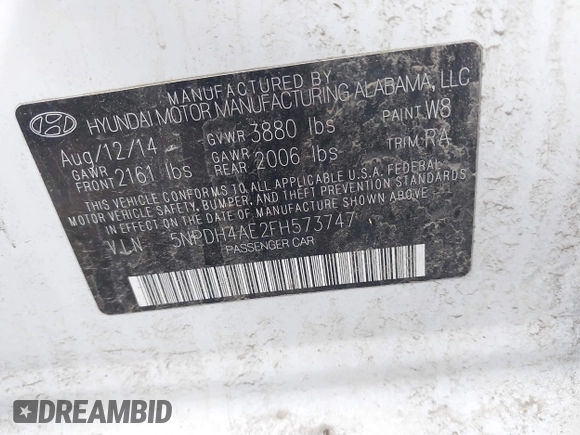 MANUFACTURED BY
HYUNDAI MOTOR MANUFACTURING ALABAMA, LLC
Aug/12/14 GVWR 3880 lbs PAINT W8
GAWR FRONT 2161 lbs GAWR REAR 2006 lbs TRIM RA
THIS VEHICLE CONFORMS TO ALL APPLICABLE U.S.A. FEDERAL
MOTOR VEHICLE SAFETY, BUMPER, AND THEFT PREVENTION STANDARDS
IN EFFECT ON THE DATE OF MANUFACTURE SHOWN ABOVE.
V.I.N 5NPDH4AE2FH573747
PASSENGER CAR
DREAMBID